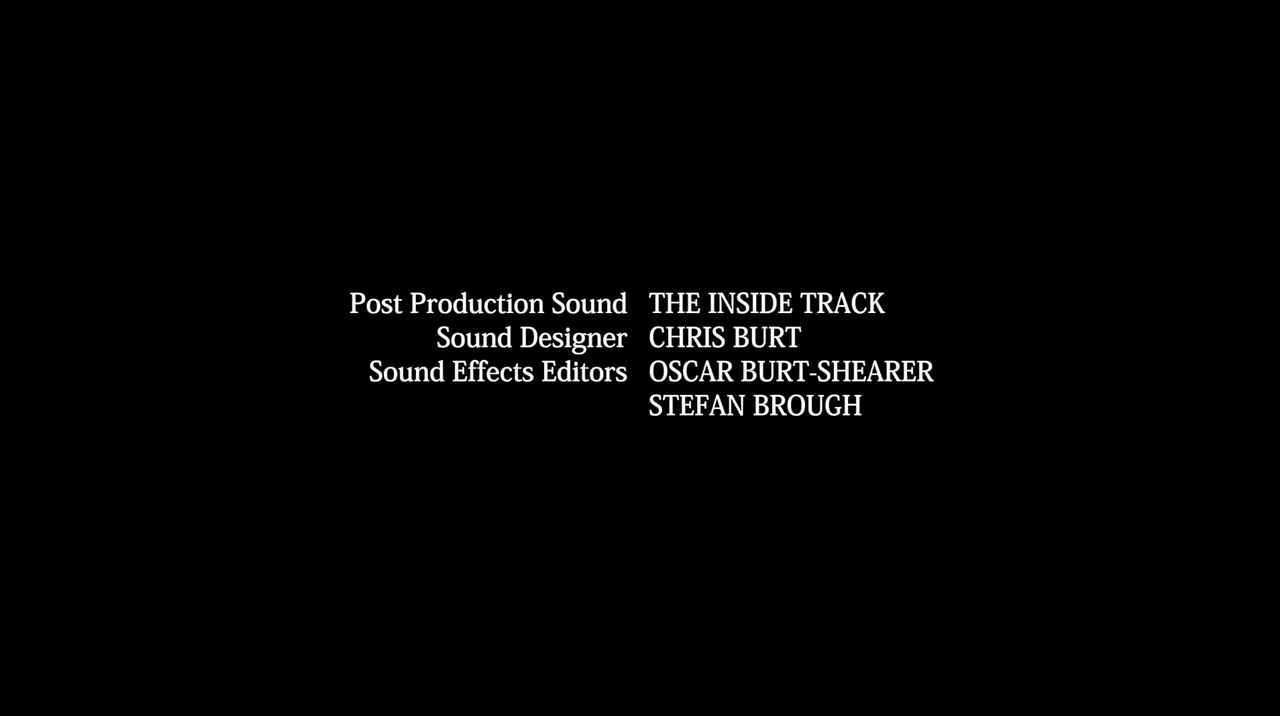 Post Production Sound THE INSIDE TRACK
Sound Designer CHRIS BURT
Sound Effects Editors OSCAR BURT-SHEARER
STEFAN BROUGH